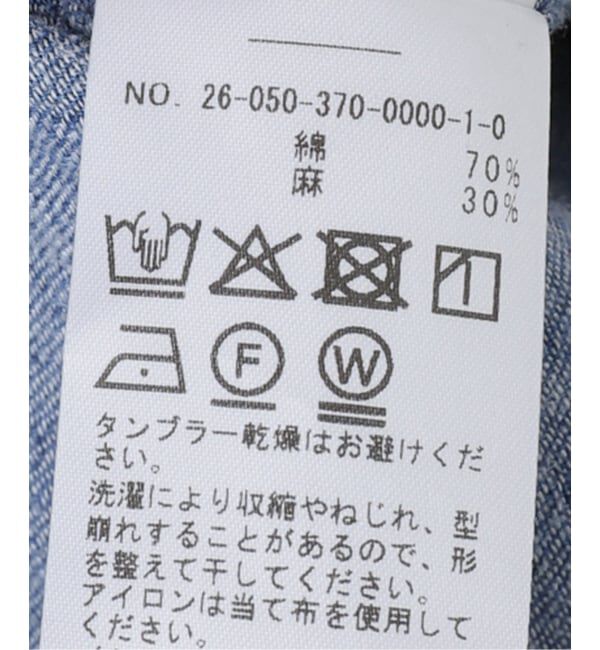 NO. 26-050-370-0000-1-0
綿 70%
麻 30%
F W
タンブラー乾燥はお避けくだ
さい。
洗濯により収縮やねじれ、型
崩れすることがあるので、形
を整えて干してください。
アイロンは当て布を使用して
ください。